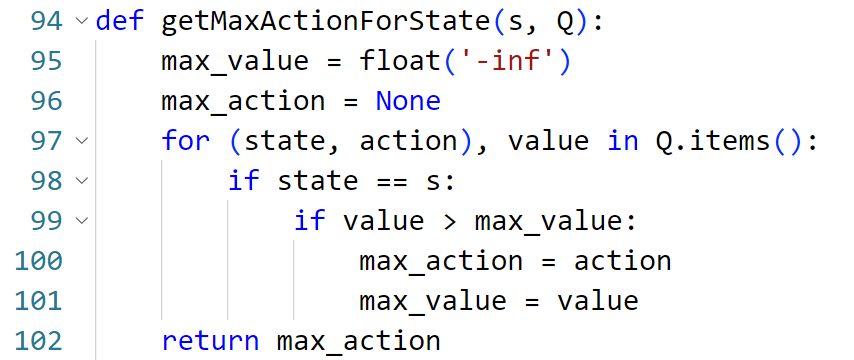 94 def getMaxActionForState(s, Q):
95     max_value = float('-inf')
96     max_action = None
97     for (state, action), value in Q.items():
98         if state == s:
99             if value > max_value:
100                 max_action = action
101                 max_value = value
102     return max_action